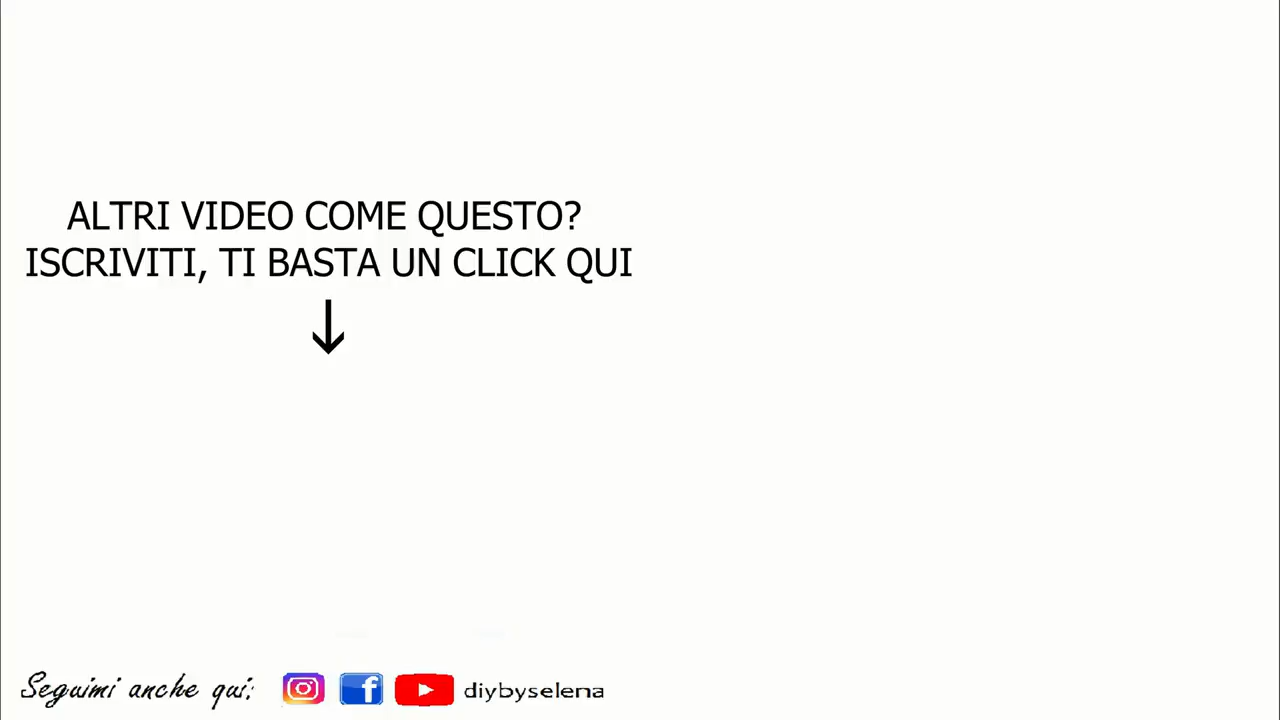 ALTRI VIDEO COME QUESTO?
ISCRIVITI, TI BASTA UN CLICK QUI
Seguimi anche qui: diybyselena